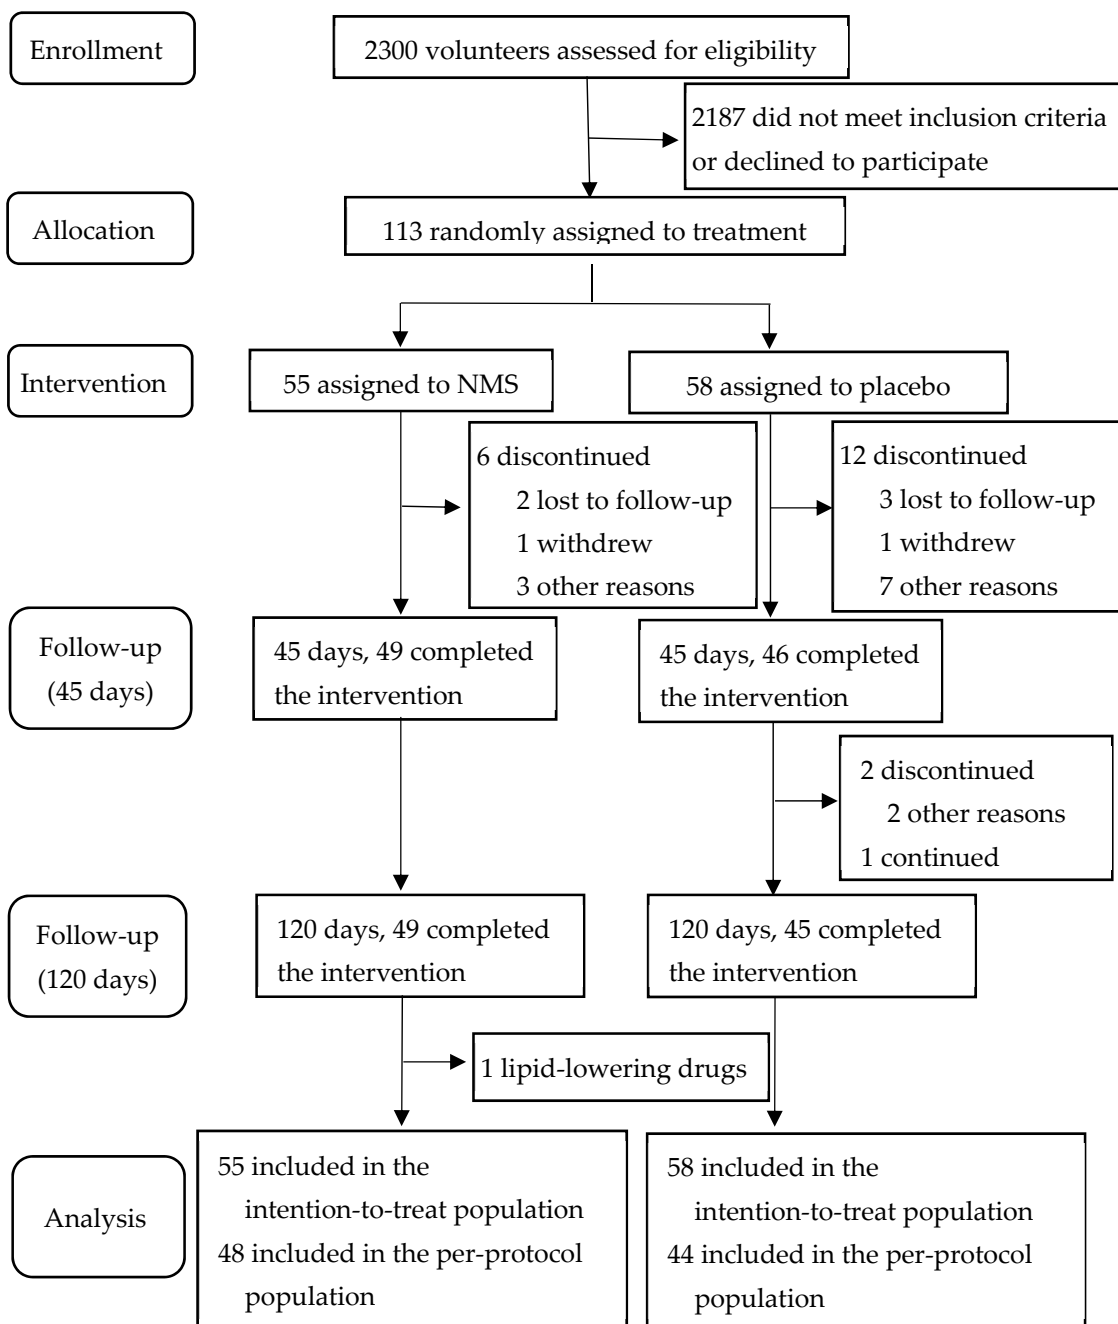 Enrollment
2300 volunteers assessed for eligibility
2187 did not meet inclusion criteria
or declined to participate
Allocation
113 randomly assigned to treatment
Intervention
55 assigned to NMS
58 assigned to placebo
6 discontinued
2 lost to follow-up
1 withdrew
3 other reasons
12 discontinued
3 lost to follow-up
1 withdrew
7 other reasons
Follow-up
(45 days)
45 days, 49 completed
the intervention
45 days, 46 completed
the intervention
2 discontinued
2 other reasons
1 continued
Follow-up
(120 days)
120 days, 49 completed
the intervention
120 days, 45 completed
the intervention
1 lipid-lowering drugs
Analysis
55 included in the
intention-to-treat population
48 included in the per-protocol
population
58 included in the
intention-to-treat population
44 included in the per-protocol
population